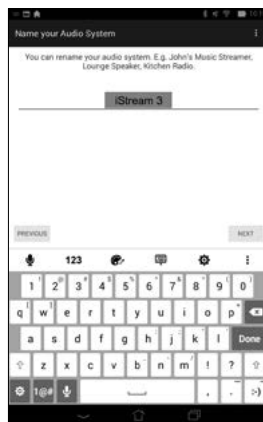 Name your Audio System
You can rename your audio system. E.g. John's Music Streamer,
Lounge Speaker, Kitchen Radio.
iStream 3
PREVIOUS
NEXT
123
1 2 3 4 5 6 7 8 9 0
q w e r t y u i o p
a s d f g h j k l Done
z x c v b n m ! ?
1@# , . :-)